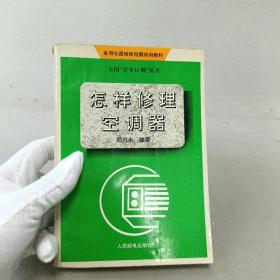 家用电器维修短期培训教材
全国“星火计划”丛书
怎样修理
空调器
编著
人民邮电出版社